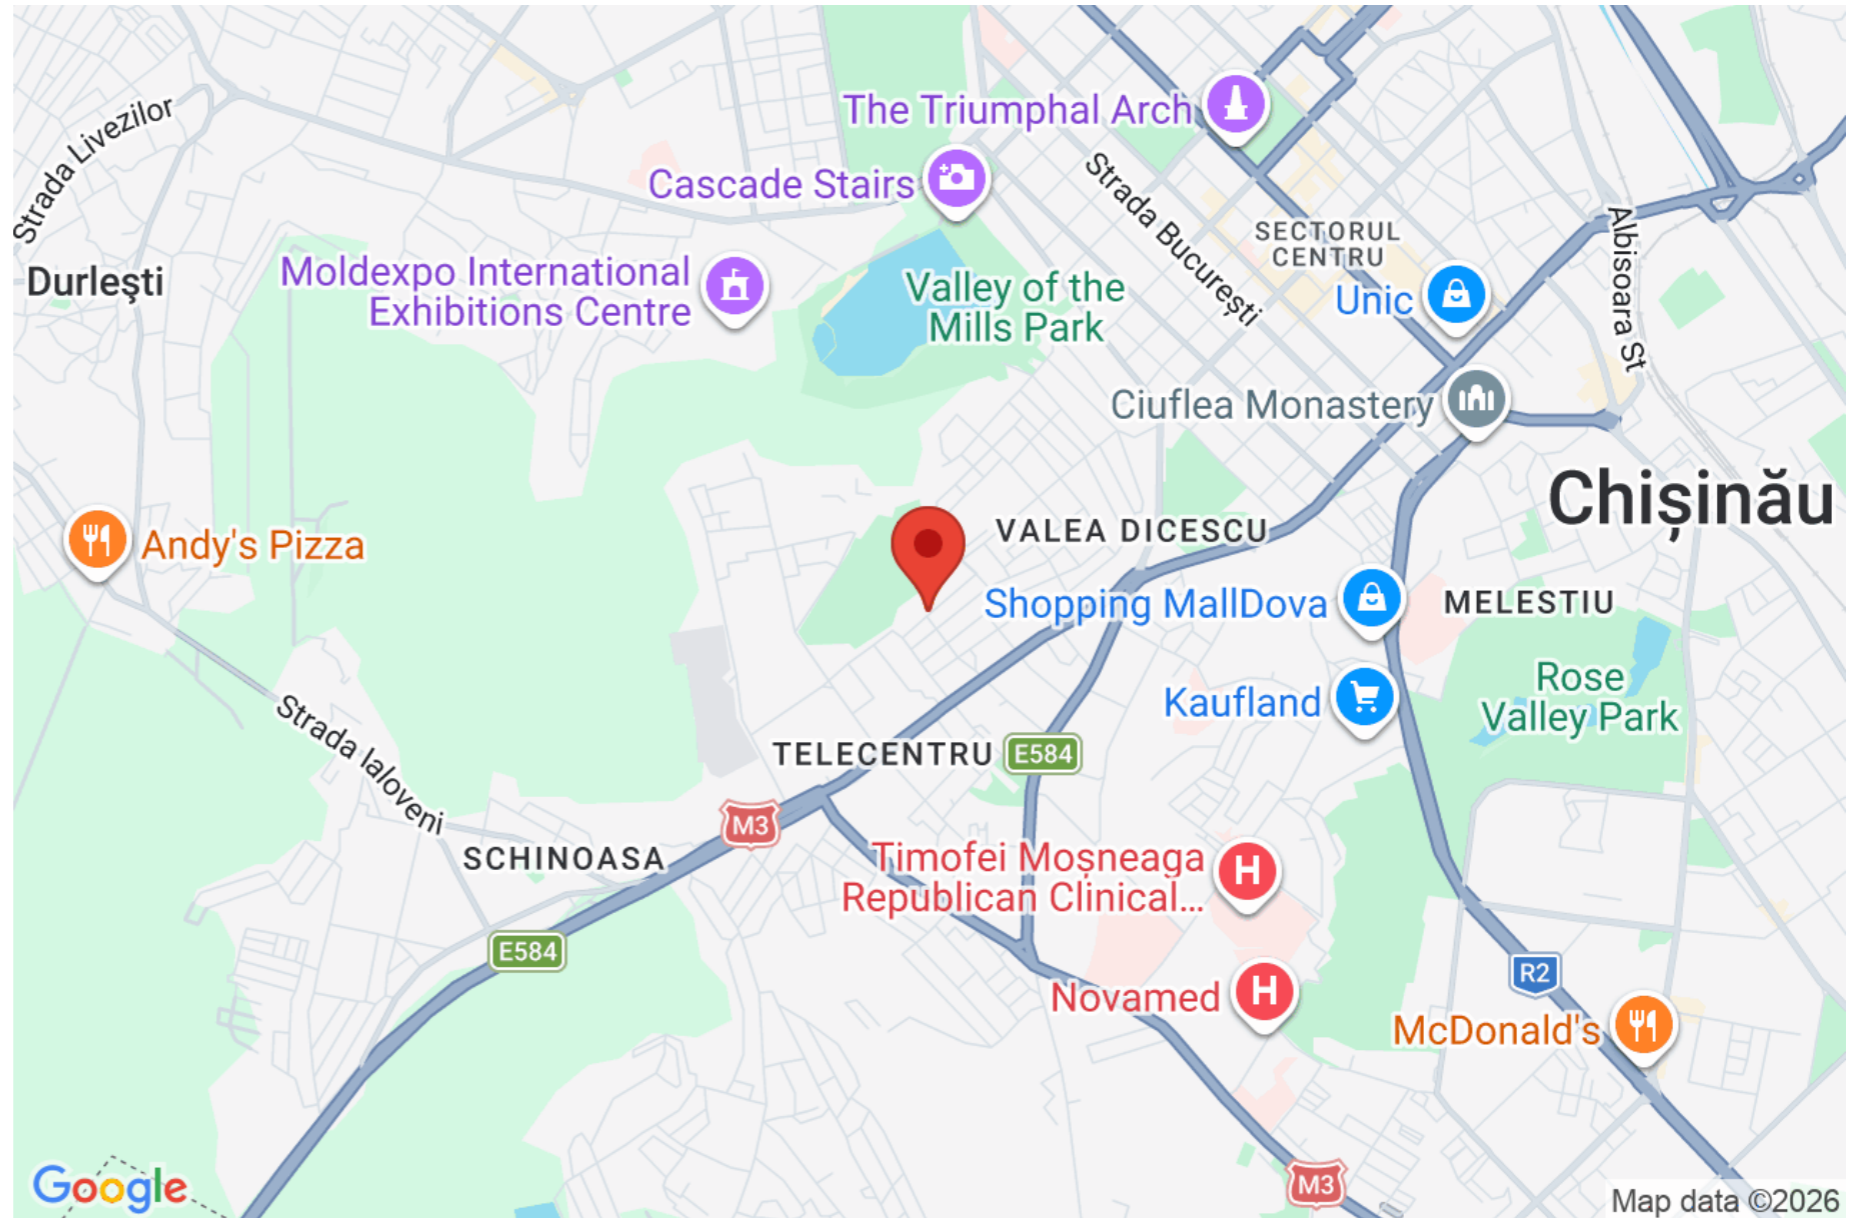 The Triumphal Arch
Strada Livezilor
Cascade Stairs
Strada București
SECTORUL
CENTRU
Albisoara St
Durleşti
Moldexpo International
Exhibitions Centre
Valley of the
Mills Park
Unic
Ciuflea Monastery
Chișinău
Andy's Pizza
VALEA DICESCU
Shopping MallDova
MELESTIU
Rose
Valley Park
Kaufland
Strada Ialoveni
TELECENTRU
E584
M3
SCHINOASA
Timofei Moșneaga
Republican Clinical...
H
E584
R2
Novamed
H
McDonald's
M3
Google
Map data ©2026